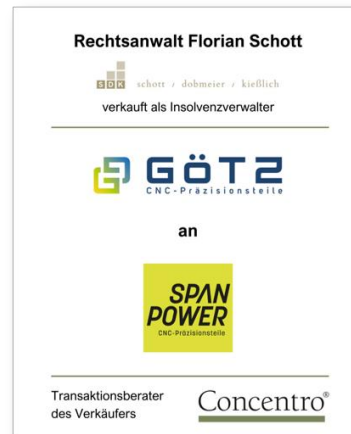 Rechtsanwalt Florian Schott
SDK schott / dobmeier / kießlich
verkauft als Insolvenzverwalter
GÖTZ
CNC-Präzisionsteile
an
SPAN
POWER
CNC-Präzisionsteile
Transaktionsberater
des Verkäufers
Concentro®